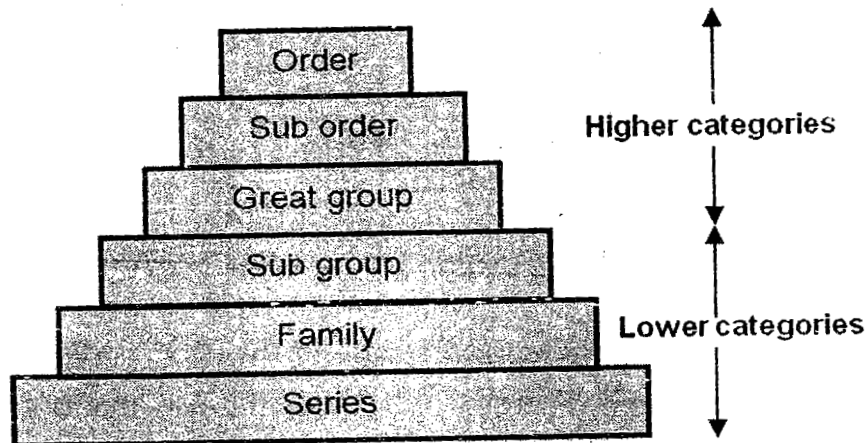 Order
Sub order
Higher categories
Great group
Sub group
Family
Lower categories
Series